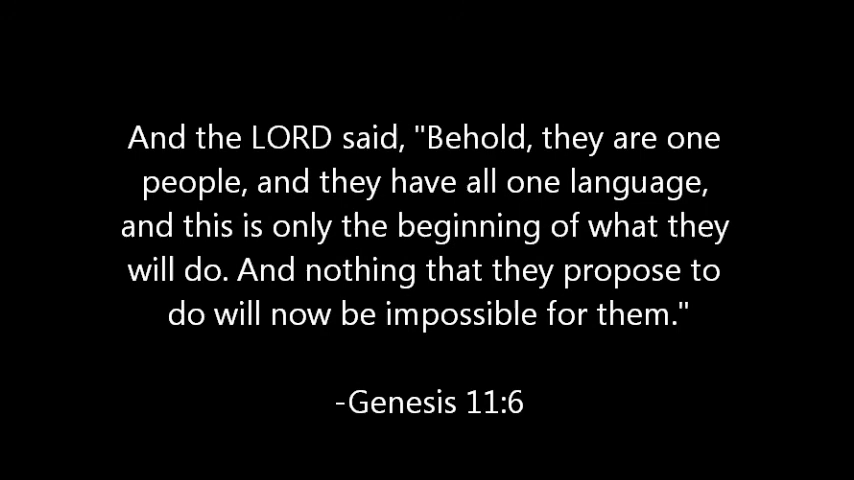 And the LORD said, "Behold, they are one
people, and they have all one language,
and this is only the beginning of what they
will do. And nothing that they propose to
do will now be impossible for them."
-Genesis 11:6